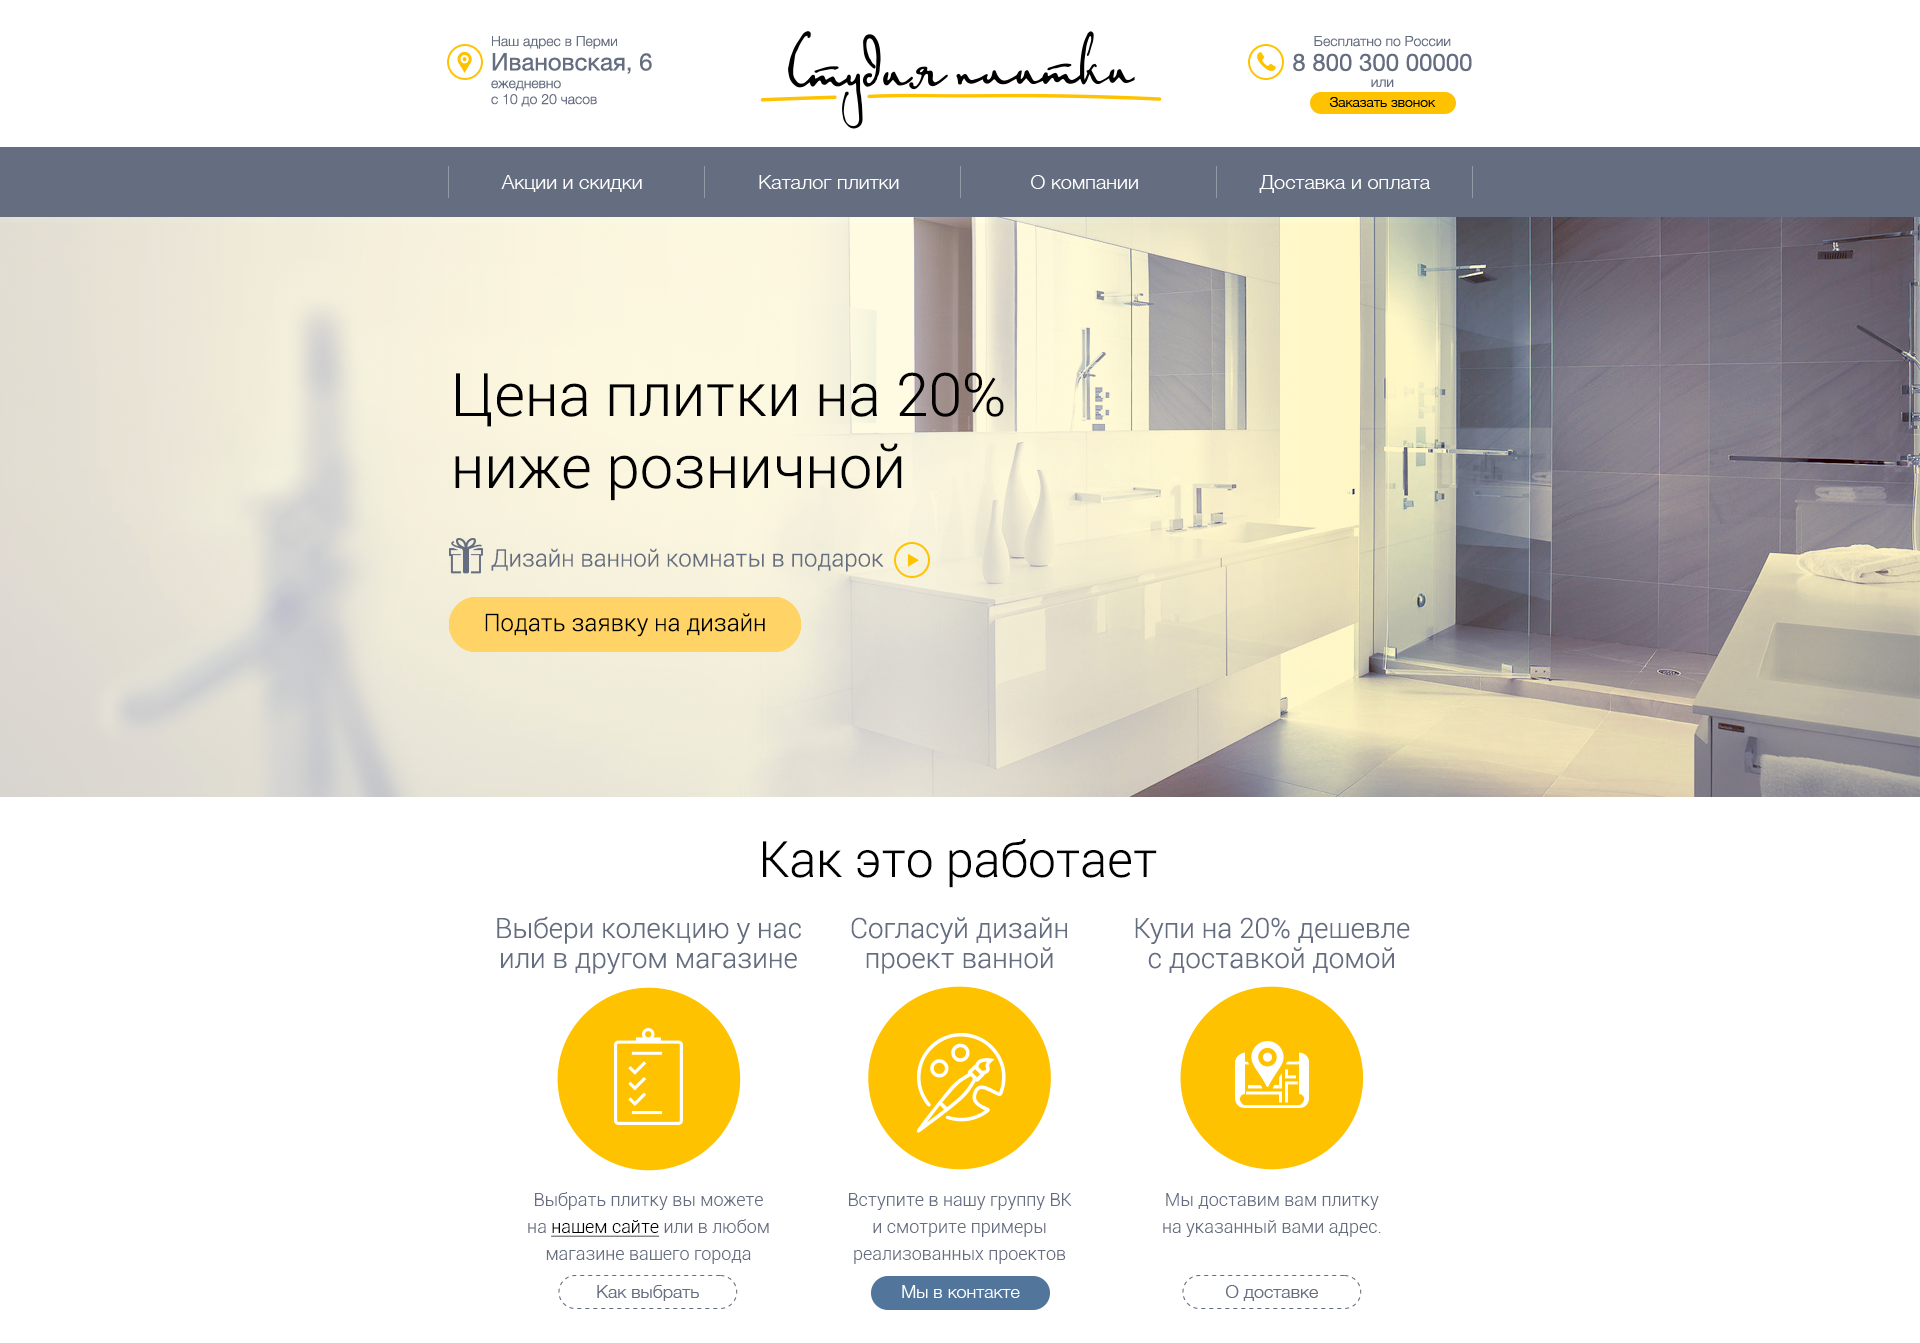 Наш адрес в Перми
Ивановская, 6
ежедневно
с 10 до 20 часов
Студия плитки
Бесплатно по России
8 800 300 00000
или
Заказать звонок
Акции и скидки
Каталог плитки
О компании
Доставка и оплата
Цена плитки на 20%
ниже розничной
Дизайн ванной комнаты в подарок
Подать заявку на дизайн
Как это работает
Выбери колекцию у нас
или в другом магазине
Согласуй дизайн
проект ванной
Купи на 20% дешевле
с доставкой домой
Выбрать плитку вы можете
на нашем сайте или в любом
магазине вашего города
Вступите в нашу группу ВК
и смотрите примеры
реализованных проектов
Мы доставим вам плитку
на указанный вами адрес.
Как выбрать
Мы в контакте
О доставке